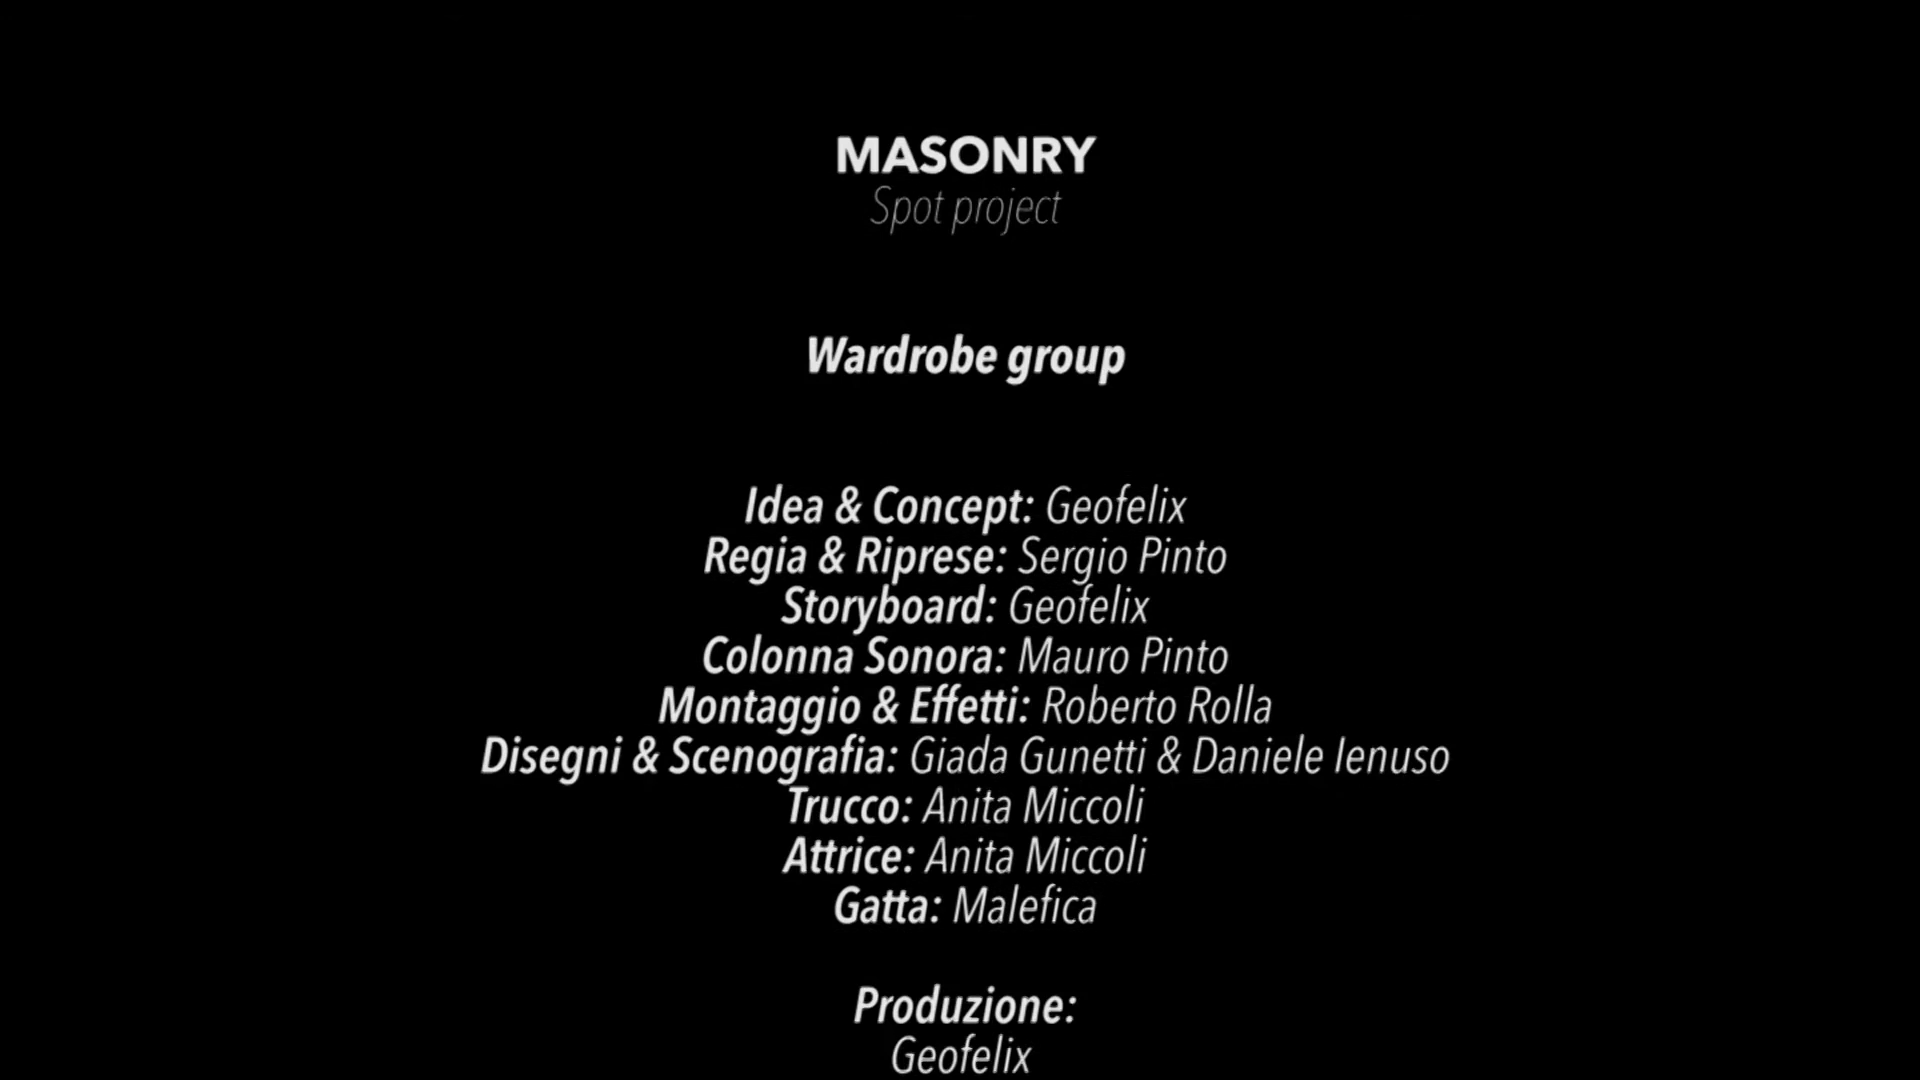 MASONRY
Spot project
Wardrobe group
Idea & Concept: Geofelix
Regia & Riprese: Sergio Pinto
Storyboard: Geofelix
Colonna Sonora: Mauro Pinto
Montaggio & Effetti: Roberto Rolla
Disegni & Scenografia: Giada Gunetti & Daniele Ienuso
Trucco: Anita Miccoli
Attrice: Anita Miccoli
Gatta: Malefica
Produzione:
Geofelix